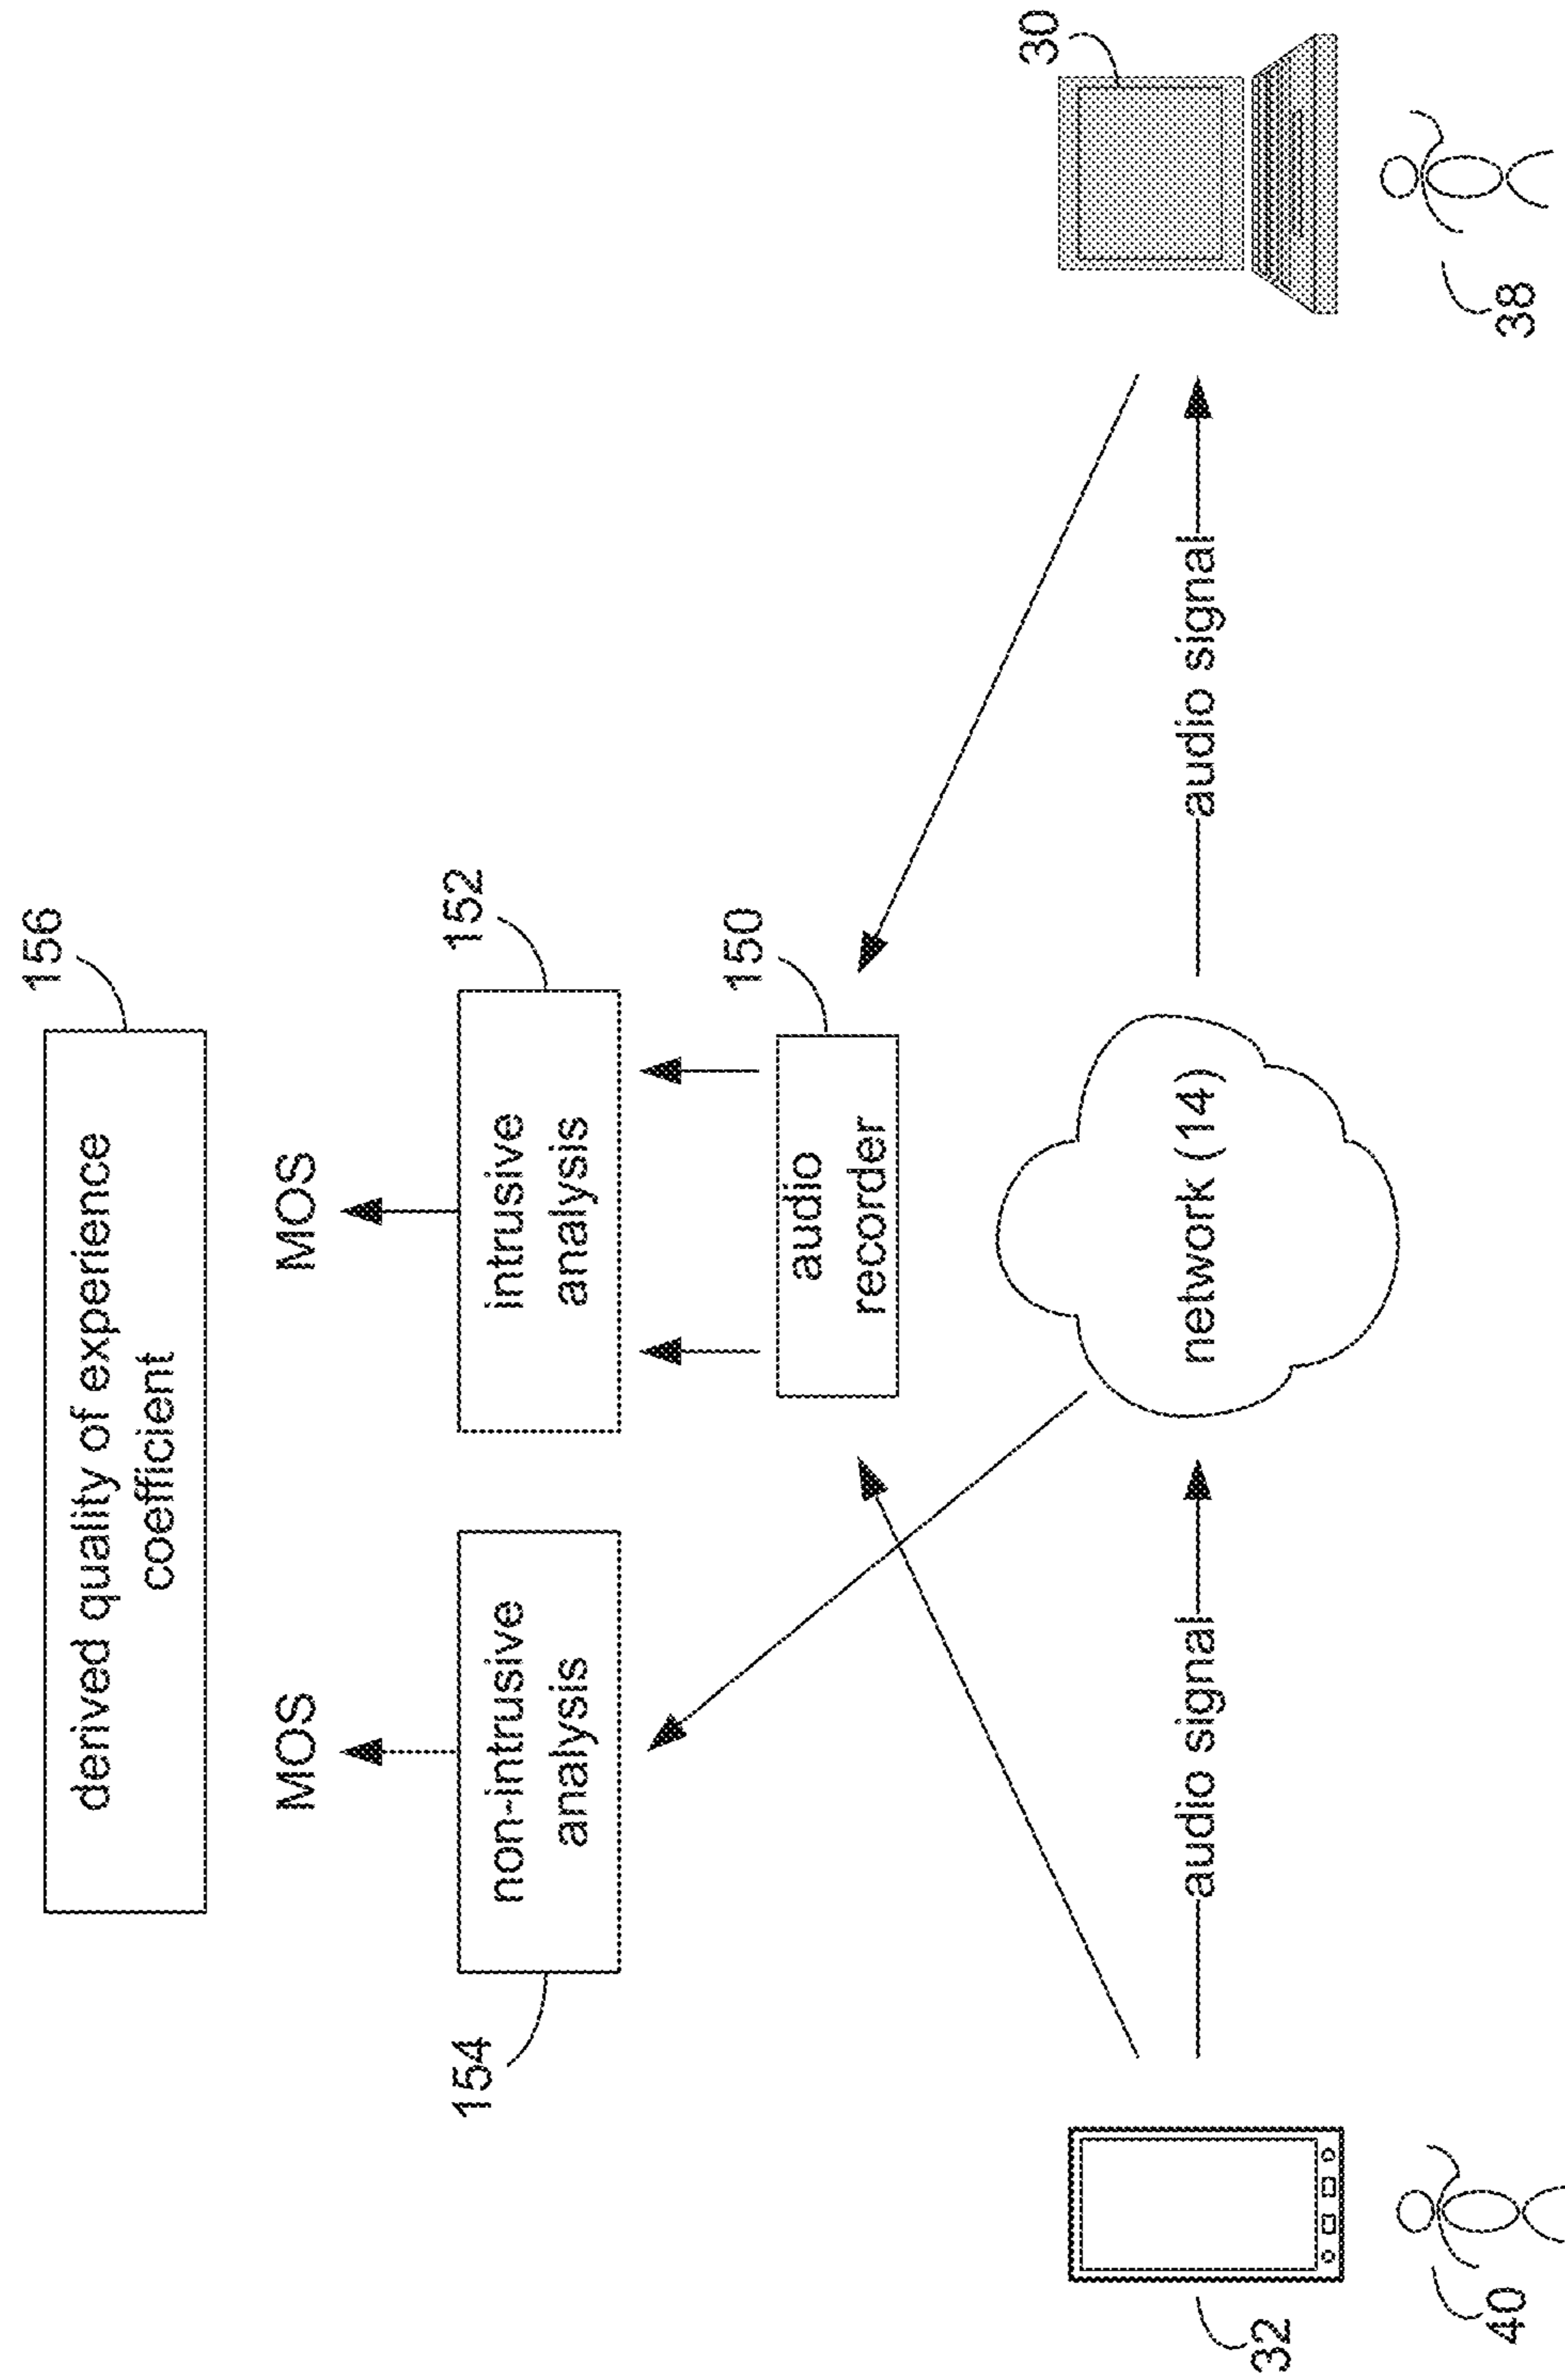 156
derived quality of experience
coefficient
MOS
MOS
154
non-intrusive
analysis
intrusive
analysis
152
150
audio
recorder
30
audio signal
network (14)
audio signal
32
40
38